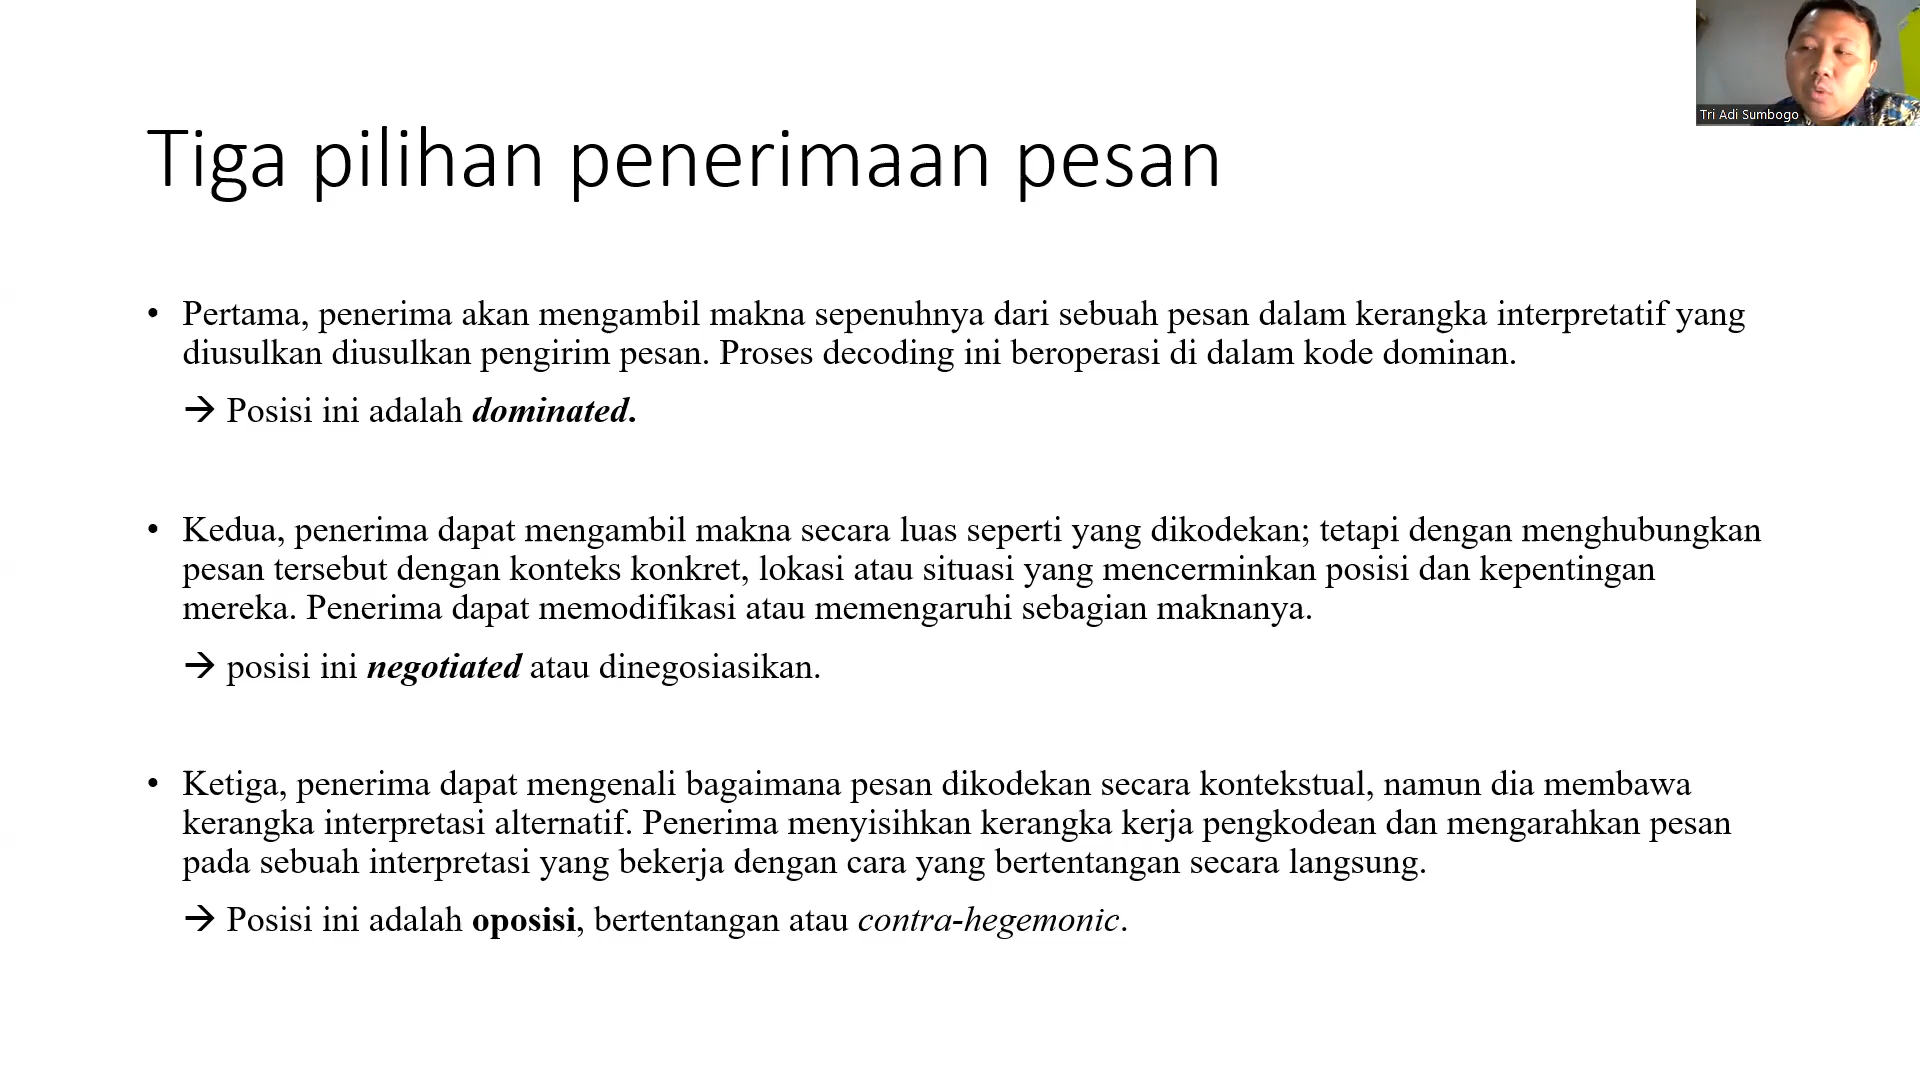 Tri Adi Sumbogo
Tiga pilihan penerimaan pesan
• Pertama, penerima akan mengambil makna sepenuhnya dari sebuah pesan dalam kerangka interpretatif yang
diusulkan diusulkan pengirim pesan. Proses decoding ini beroperasi di dalam kode dominan.
→ Posisi ini adalah dominated.
• Kedua, penerima dapat mengambil makna secara luas seperti yang dikodekan; tetapi dengan menghubungkan
pesan tersebut dengan konteks konkret, lokasi atau situasi yang mencerminkan posisi dan kepentingan
mereka. Penerima dapat memodifikasi atau memengaruhi sebagian maknanya.
→ posisi ini negotiated atau dinegosiasikan.
• Ketiga, penerima dapat mengenali bagaimana pesan dikodekan secara kontekstual, namun dia membawa
kerangka interpretasi alternatif. Penerima menyisihkan kerangka kerja pengkodean dan mengarahkan pesan
pada sebuah interpretasi yang bekerja dengan cara yang bertentangan secara langsung.
→ Posisi ini adalah oposisi, bertentangan atau contra-hegemonic.